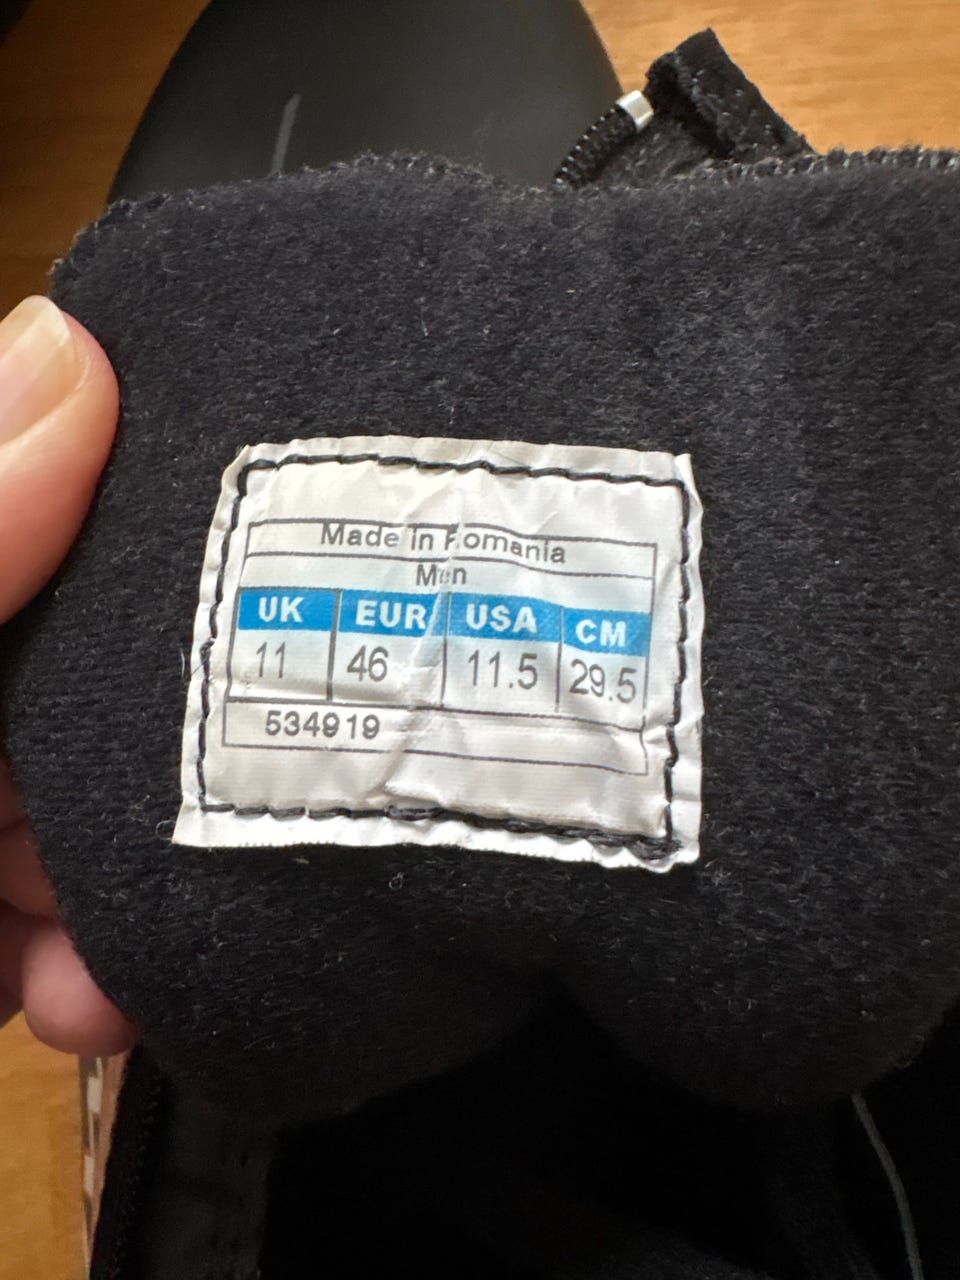 Made in Romania
Men
UK EUR USA CM
11 46 11.5 29.5
534919